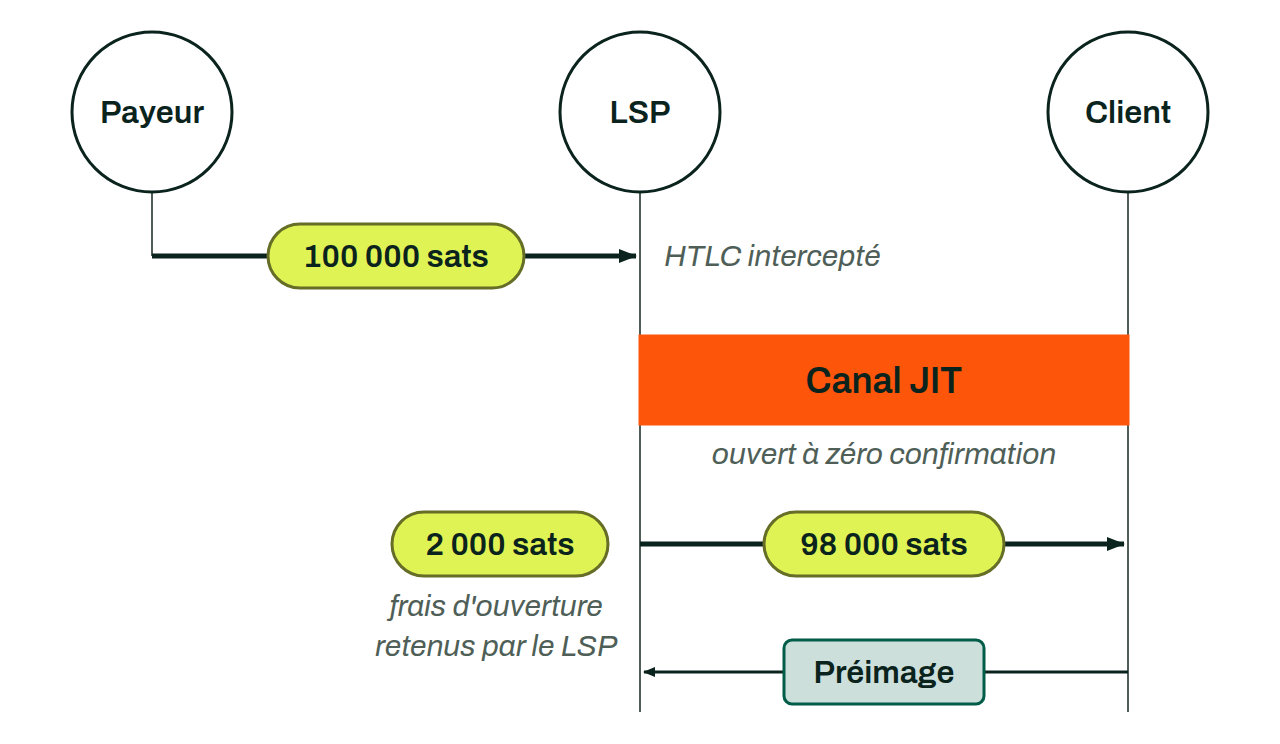 Payeur
LSP
Client
100 000 sats
HTLC intercepté
Canal JIT
ouvert à zéro confirmation
2 000 sats
98 000 sats
frais d'ouverture
retenus par le LSP
Préimage